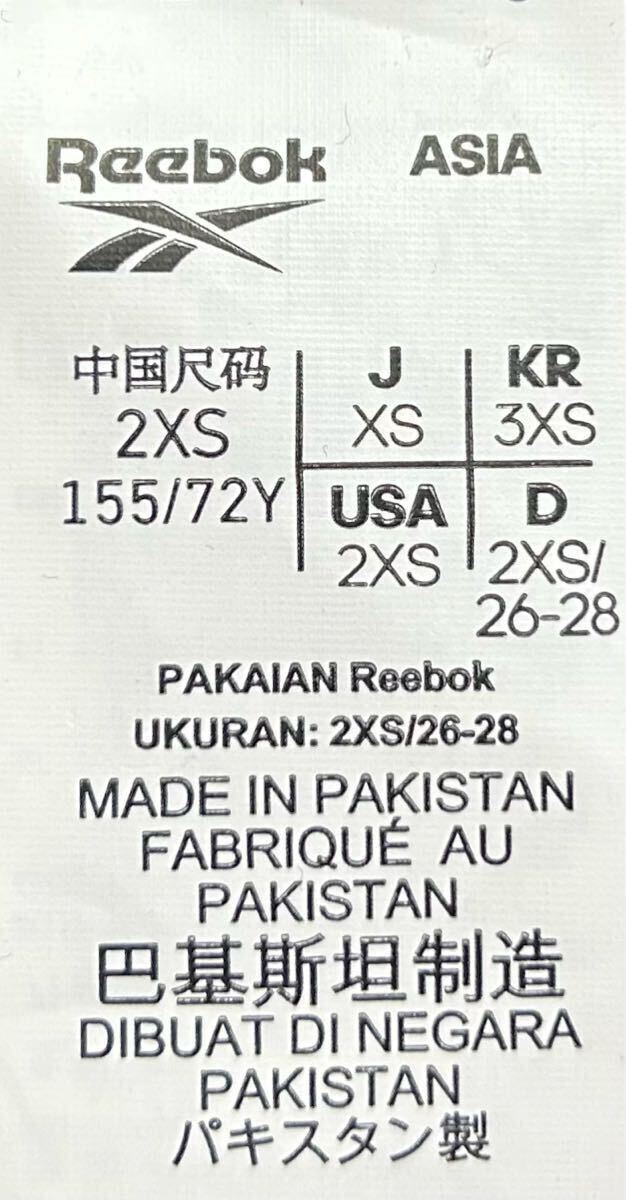 Reebok ASIA
中国尺码
2XS
155/72Y
J
XS
KR
3XS
USA
2XS
D
2XS/
26-28
PAKAIAN Reebok
UKURAN: 2XS/26-28
MADE IN PAKISTAN
FABRIQUÉ AU
PAKISTAN
巴基斯坦制造
DIBUAT DI NEGARA
PAKISTAN
パキスタン製